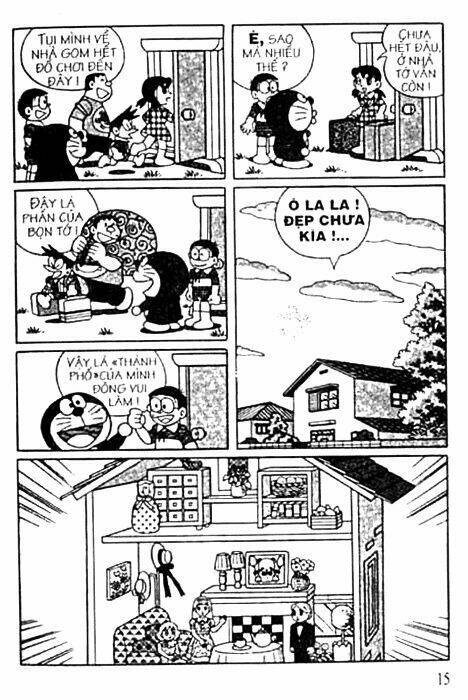 TỤI MÌNH VỀ
NHÀ GOM HẾT
ĐỒ CHƠI ĐẾN
ĐÂY !
Ê, SAO
MÀ NHIỀU
THẾ ?
CHƯA
HẾT ĐÂU,
Ở NHÀ
TỚ VẪN
CÒN !
ĐÂY LÀ
PHẦN CỦA
BỌN TỚ !
Ô LA LA !
ĐẸP CHƯA
KÌA !...
VẬY LÀ «THÀNH
PHỐ» CỦA MÌNH
ĐÔNG VUI
LẮM !
15